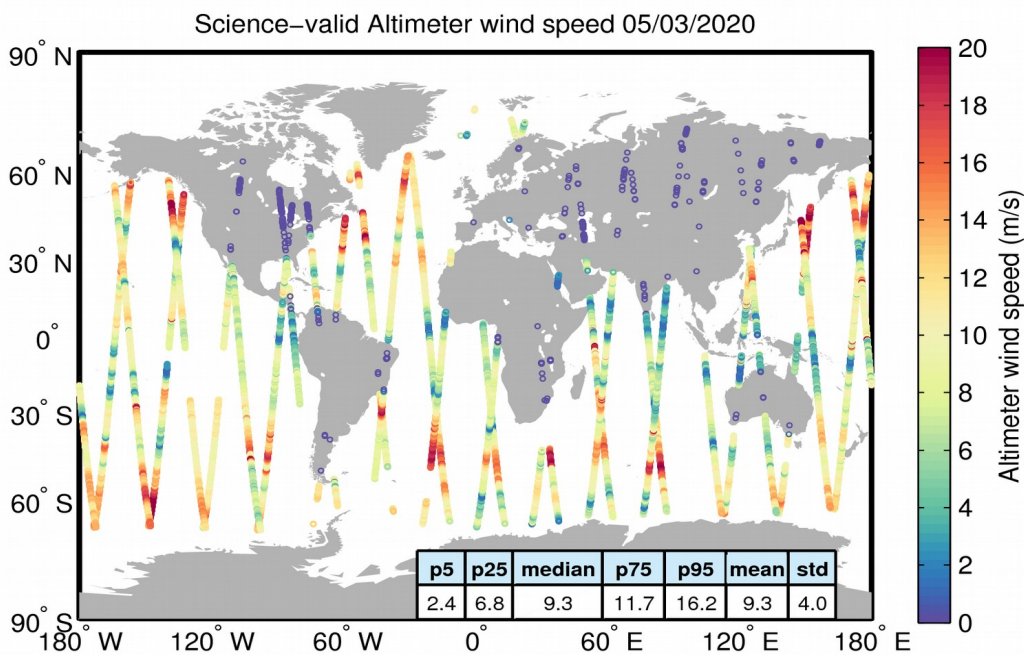 Science−valid Altimeter wind speed 05/03/2020
90° N
60° N
30° N
0°
30° S
60° S
90° S
180° W 120° W 60° W 0° 60° E 120° E 180° E
p5 p25 median p75 p95 mean std
2.4 6.8 9.3 11.7 16.2 9.3 4.0
20
18
16
14
12
10
8
6
4
2
0
Altimeter wind speed (m/s)